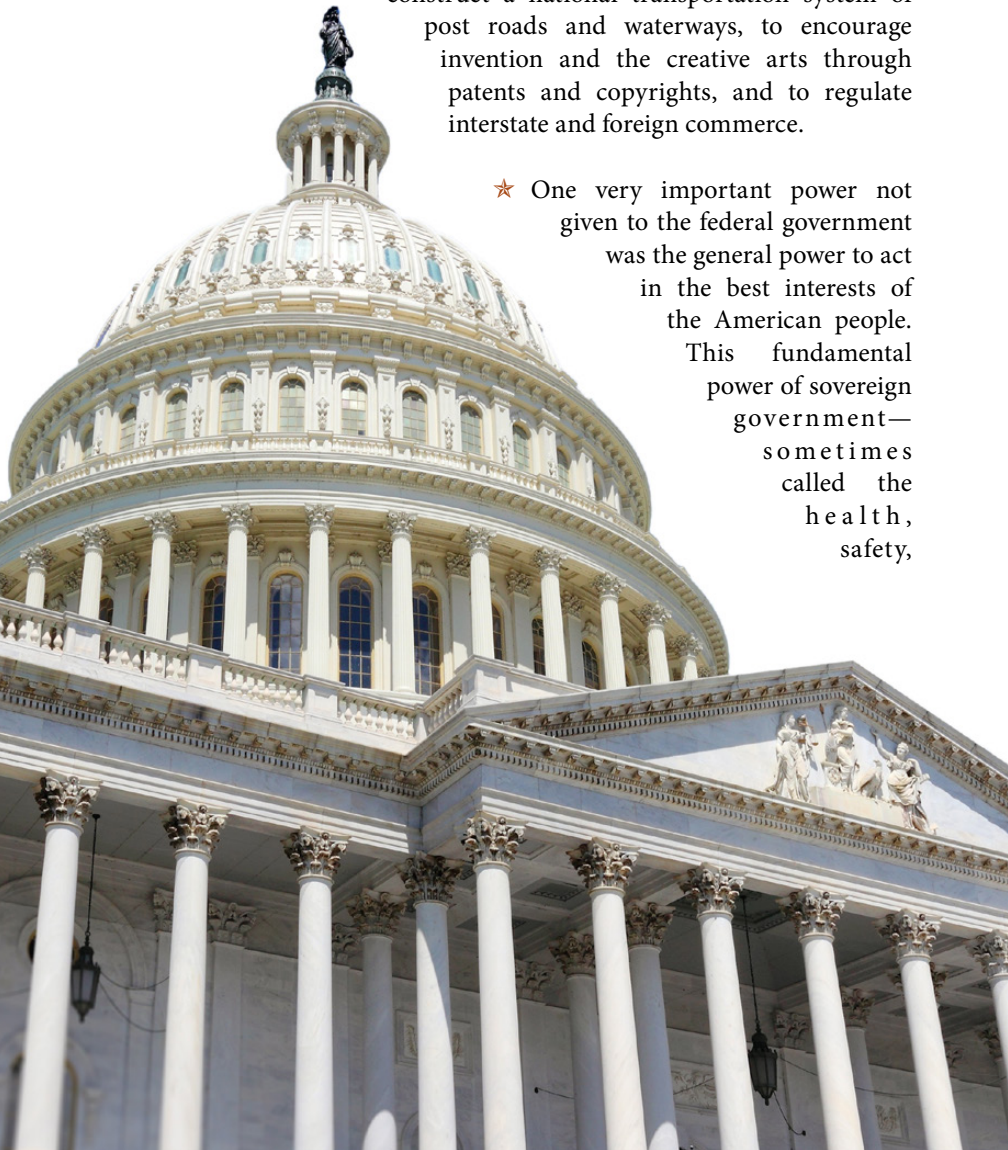 construct a national transportation system of
post roads and waterways, to encourage
invention and the creative arts through
patents and copyrights, and to regulate
interstate and foreign commerce.
One very important power not
given to the federal government
was the general power to act
in the best interests of
the American people.
This fundamental
power of sovereign
government—
sometimes
called the
health,
safety,